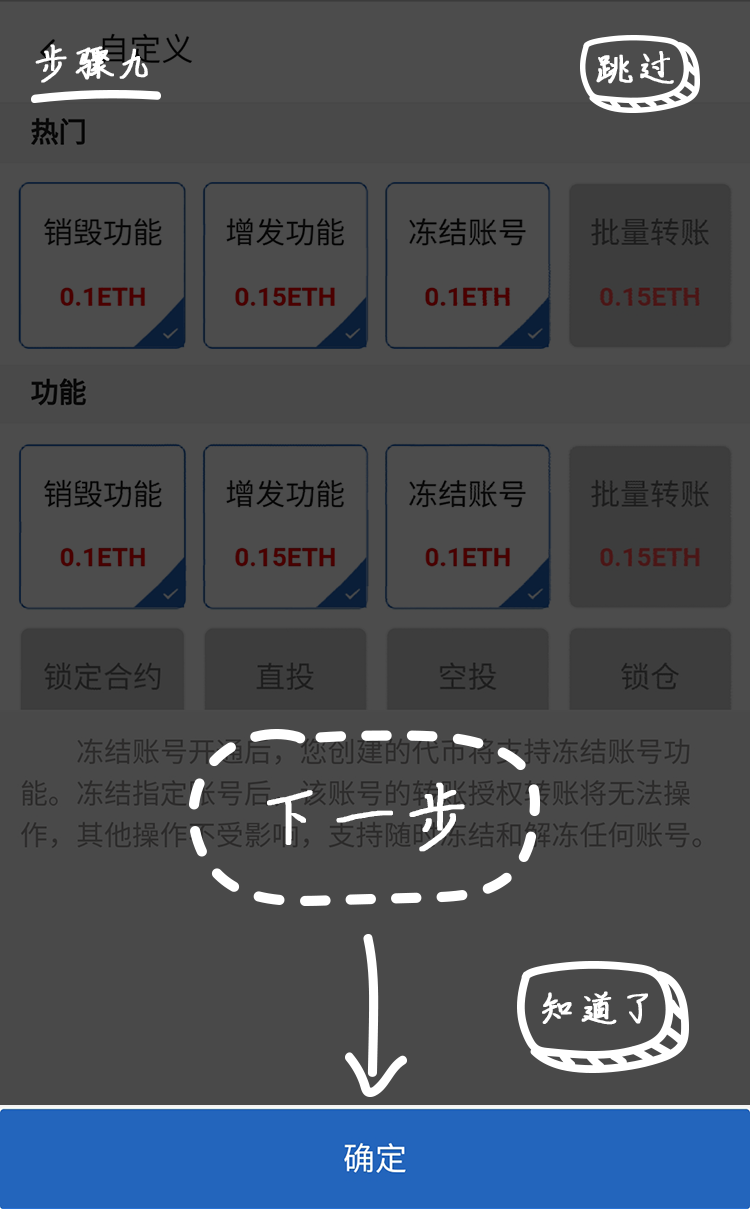 自定义
步骤九
跳过
热门
销毁功能 增发功能 冻结账号 批量转账
0.1ETH 0.15ETH 0.1ETH 0.15ETH
功能
销毁功能 增发功能 冻结账号 批量转账
0.1ETH 0.15ETH 0.1ETH 0.15ETH
锁定合约 直投 空投 锁仓
冻结账号开通后，您创建的代币将支持冻结账号功
能。冻结指定账号后，该账号的转账授权转账将无法操
作，其他操作不受影响，支持随时冻结和解冻任何账号。
下一步
知道了
确定